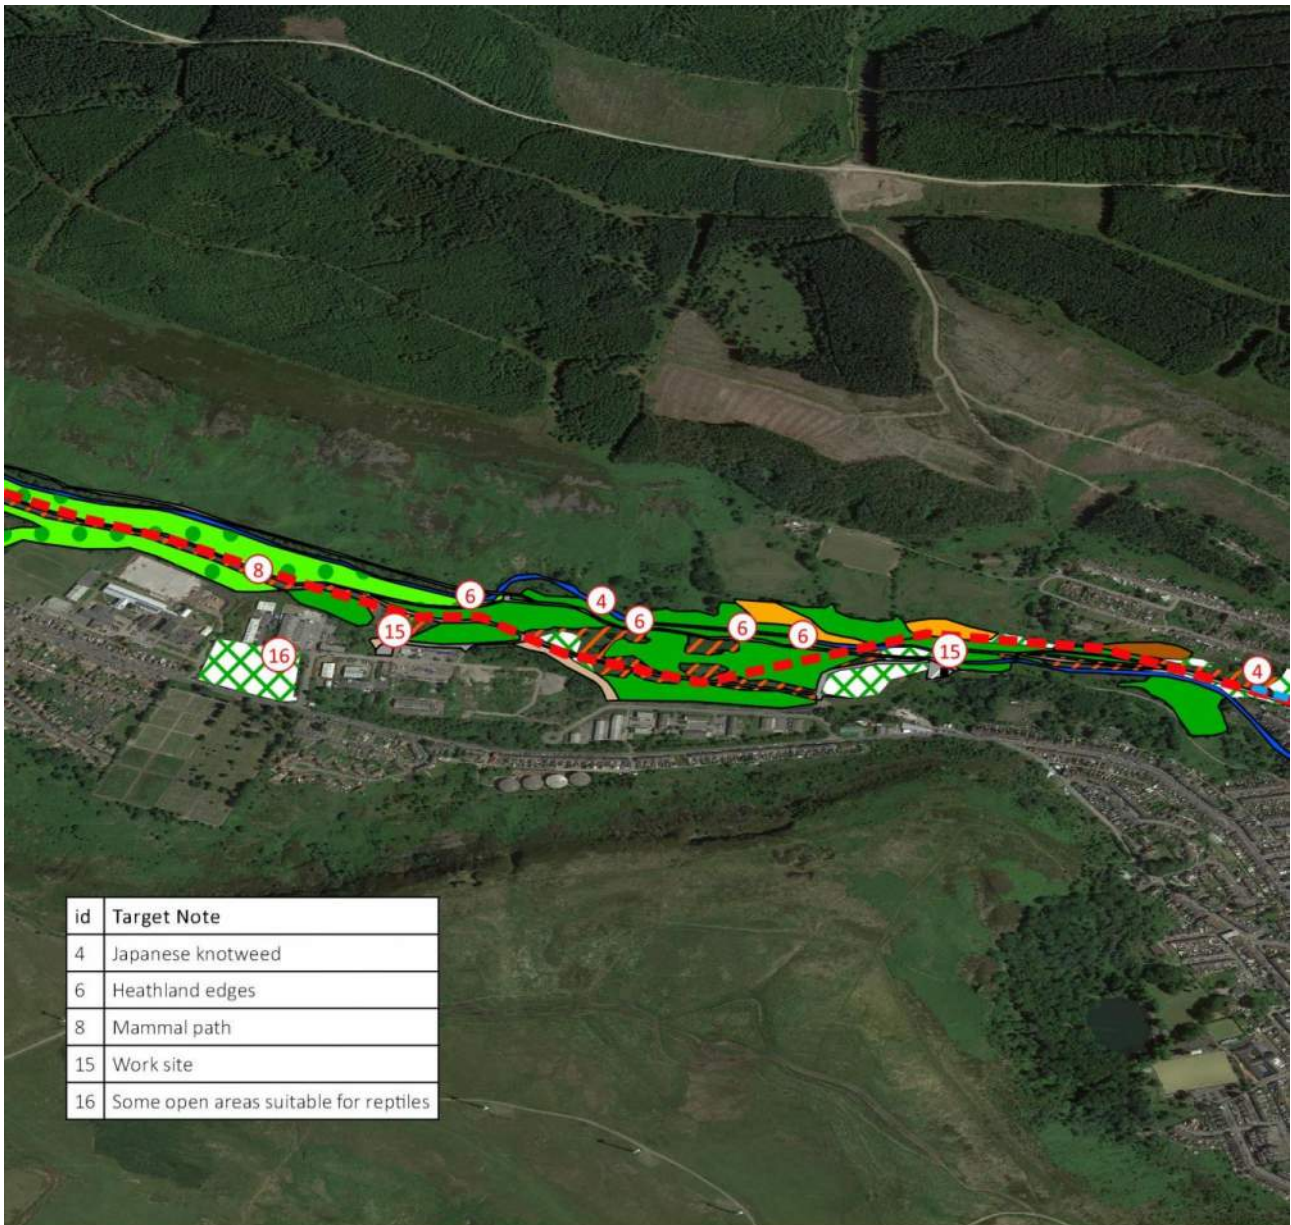 8
6
4
6
6
6
15
16
15
4
id Target Note
4 Japanese knotweed
6 Heathland edges
8 Mammal path
15 Work site
16 Some open areas suitable for reptiles